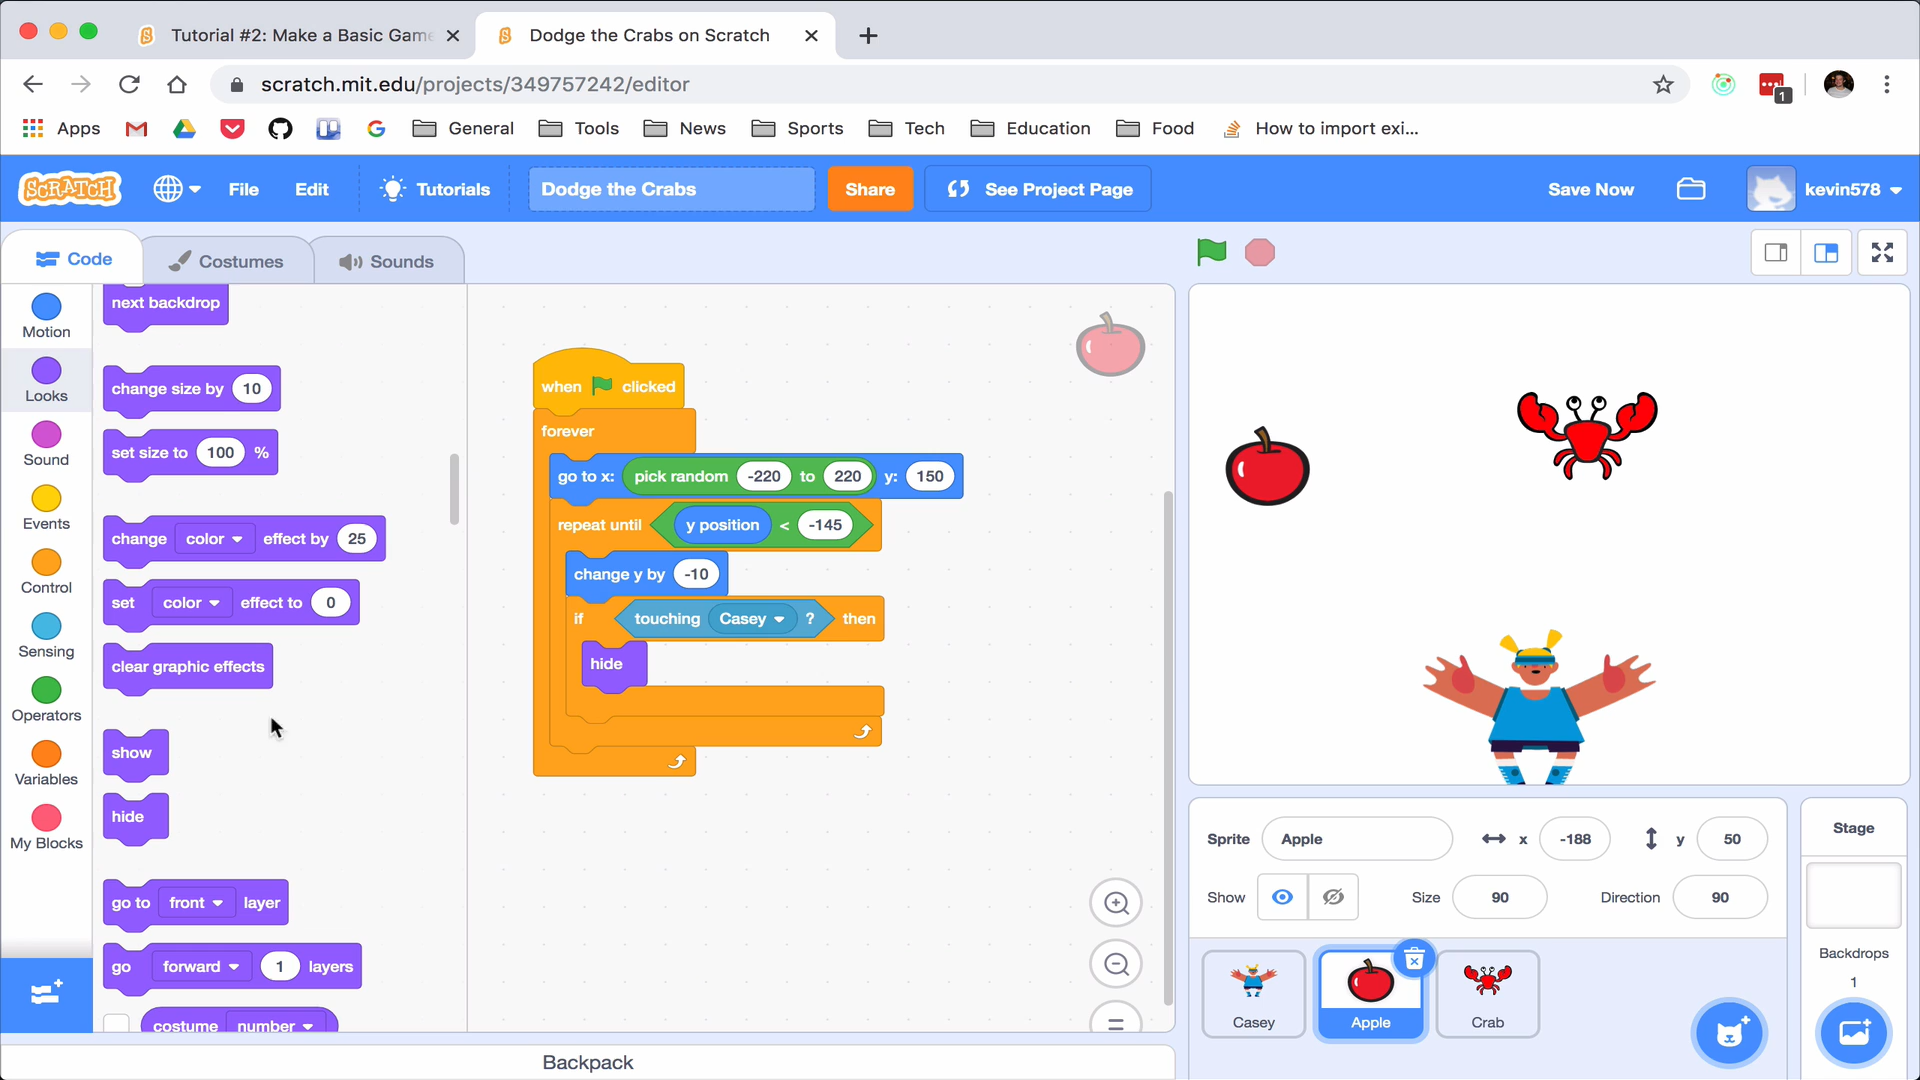 Tutorial #2: Make a Basic Game
Dodge the Crabs on Scratch
scratch.mit.edu/projects/349757242/editor
1
Apps
General
Tools
News
Sports
Tech
Education
Food
How to import exi...
SCRATCH
File
Edit
Tutorials
Dodge the Crabs
Share
See Project Page
Save Now
kevin578
Code
Costumes
Sounds
Motion
Looks
Sound
Events
Control
Sensing
Operators
Variables
My Blocks
next backdrop
change size by 10
set size to 100 %
change color effect by 25
set color effect to 0
clear graphic effects
show
hide
go to front layer
go forward 1 layers
costume number
when clicked
forever
go to x: pick random -220 to 220 y: 150
repeat until y position < -145
change y by -10
if touching Casey ? then
hide
Sprite Apple x -188 y 50
Show Size 90 Direction 90
Casey
Apple
Crab
Stage
Backdrops
1
Backpack